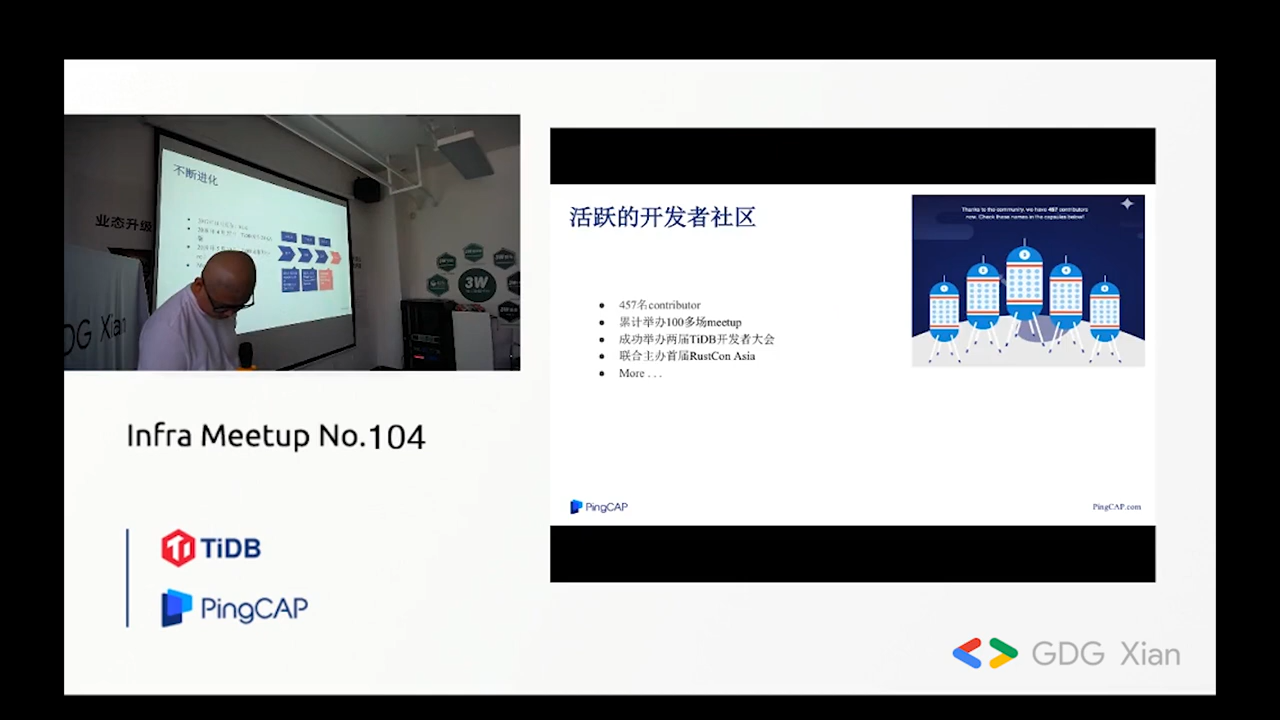 不断进化
业态升级
GDG Xian
3W
Infra Meetup No.104
TiDB
PingCAP
活跃的开发者社区
Thanks to the community, we have 457 contributors
now. Check these names in the capsules below!
● 457名contributor
● 累计举办100多场meetup
● 成功举办两届TiDB开发者大会
● 联合主办首届RustCon Asia
● More . . .
PingCAP
PingCAP.com
GDG Xian